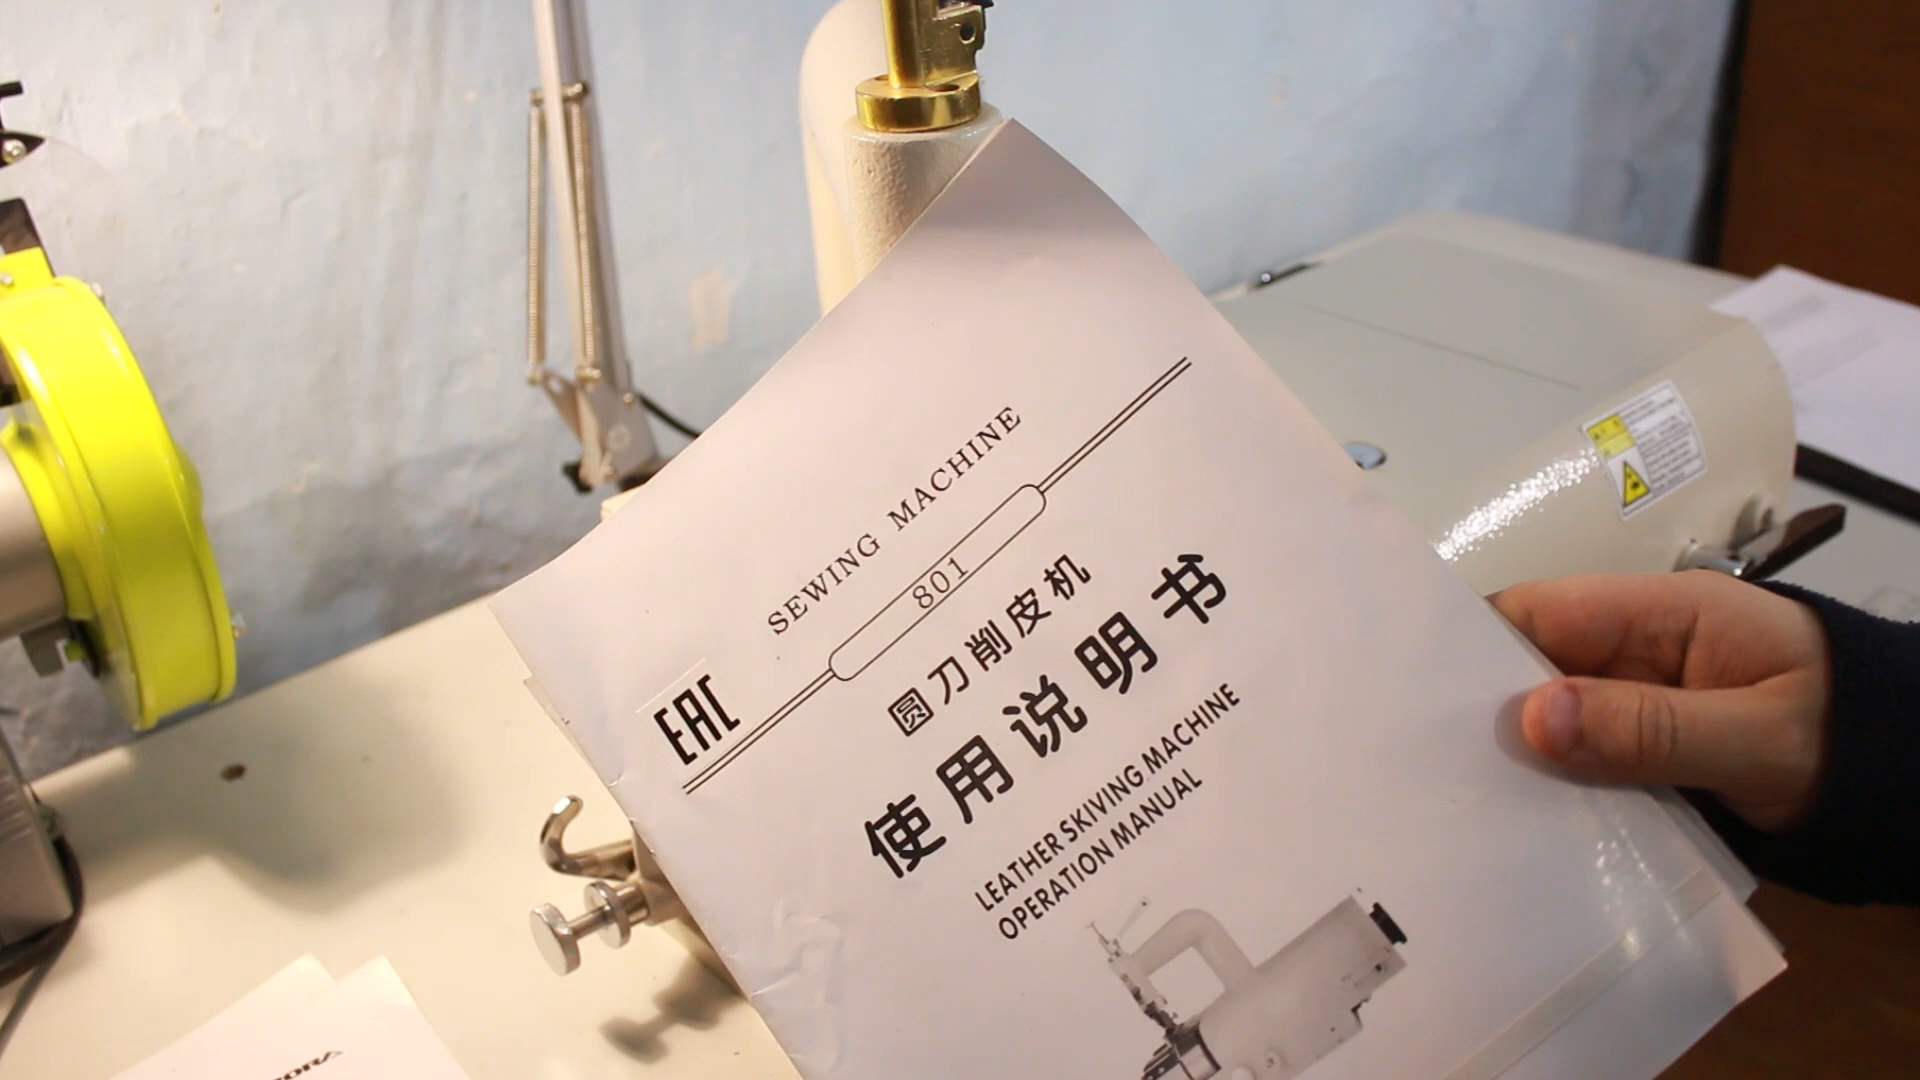 SEWING MACHINE
801
EAC
圆刀削皮机
使用说明书
LEATHER SKIVING MACHINE
OPERATION MANUAL